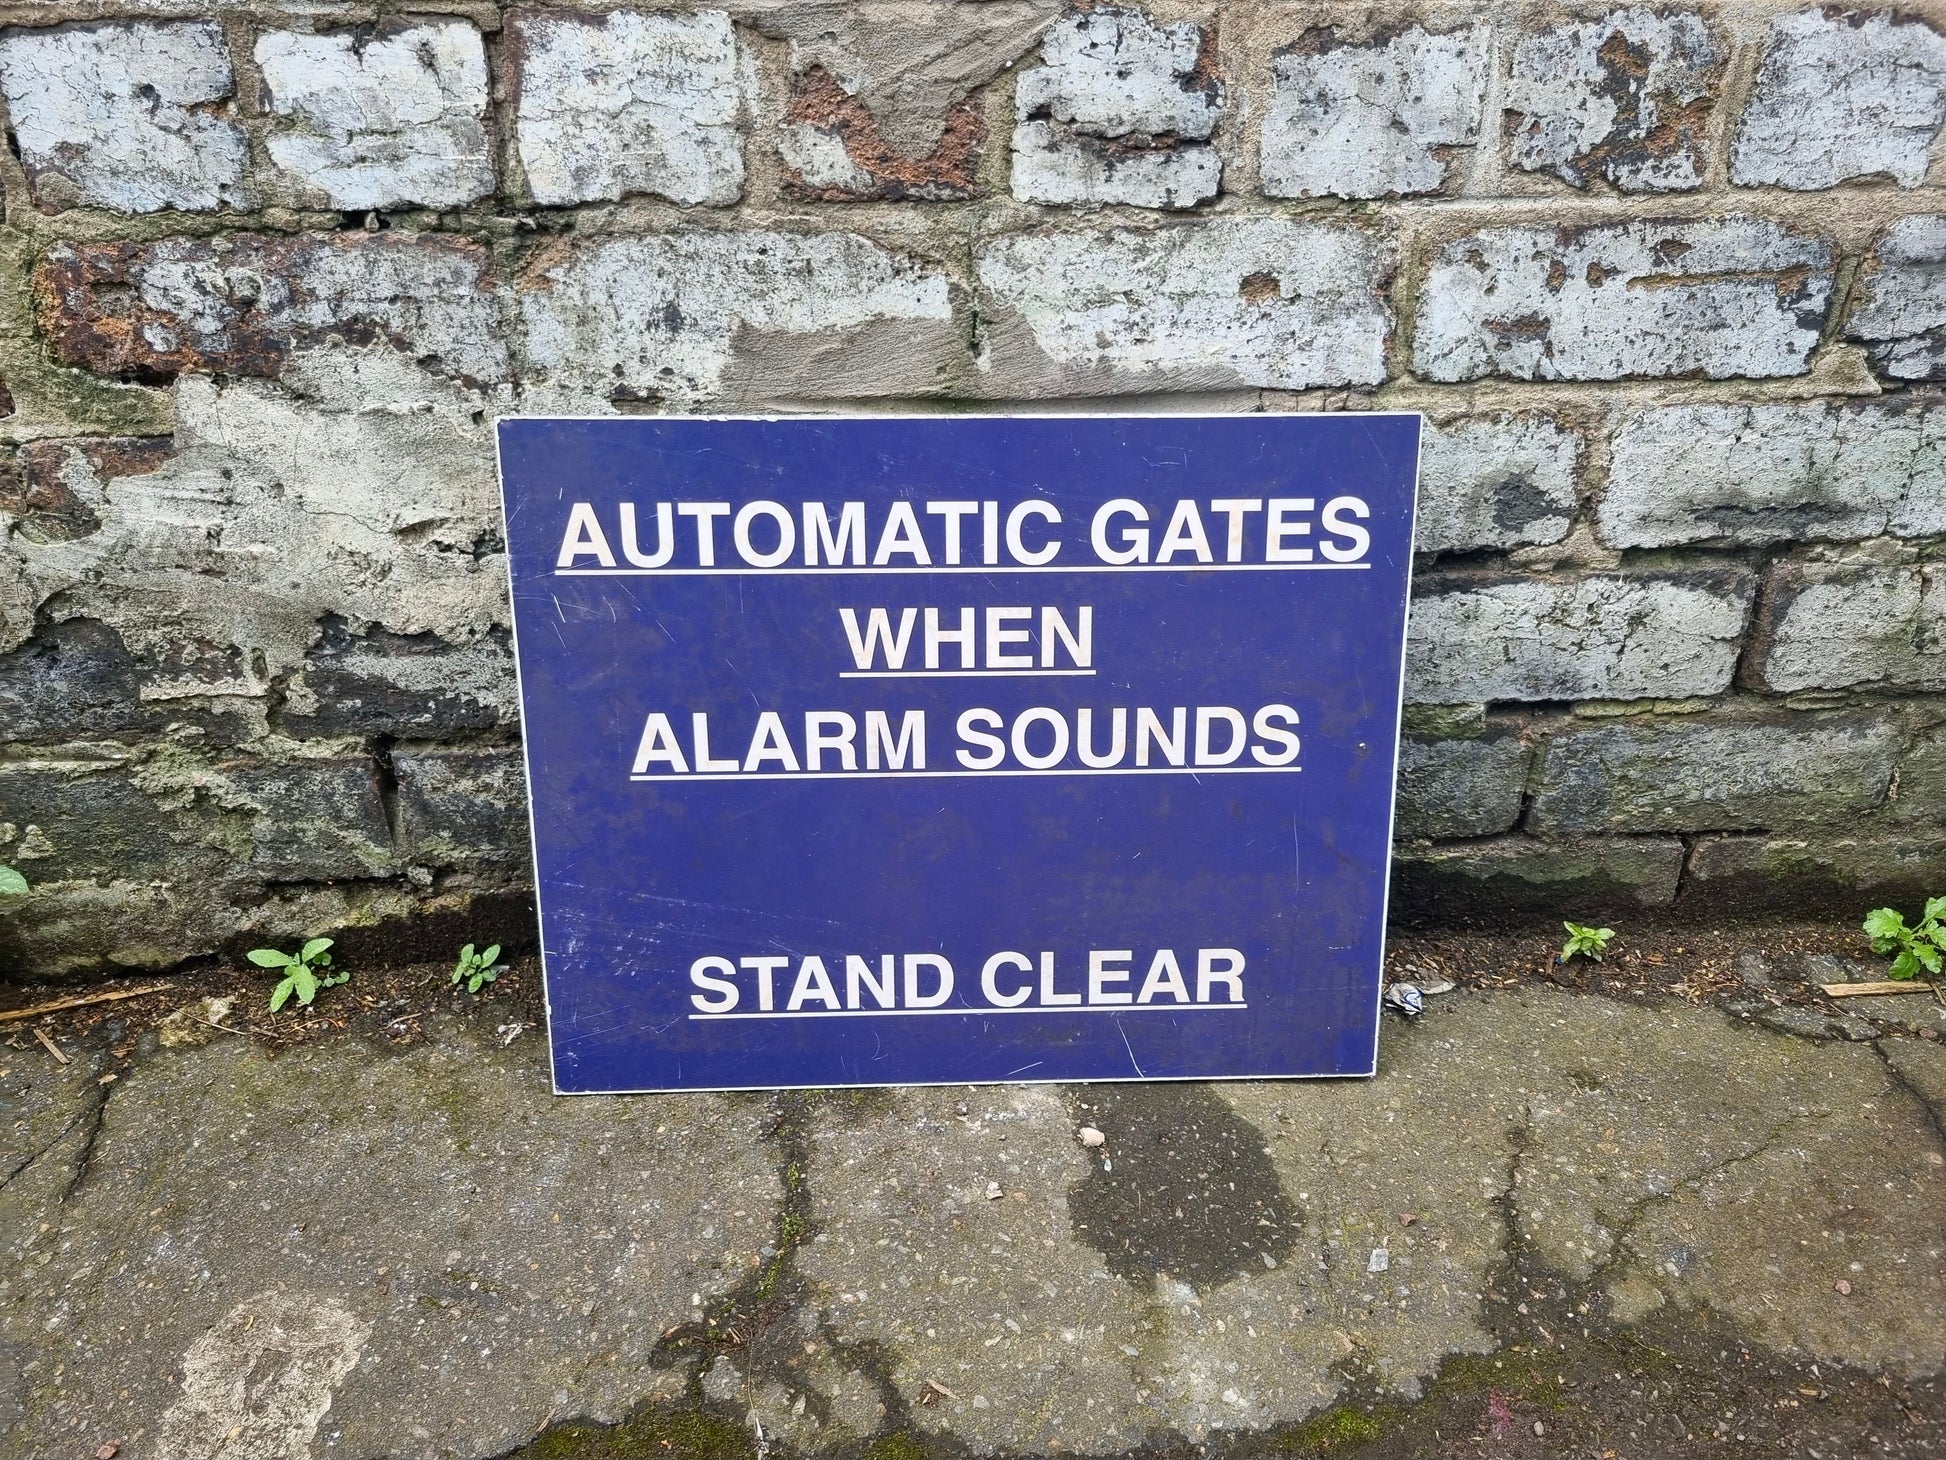 AUTOMATIC GATES
WHEN
ALARM SOUNDS
STAND CLEAR